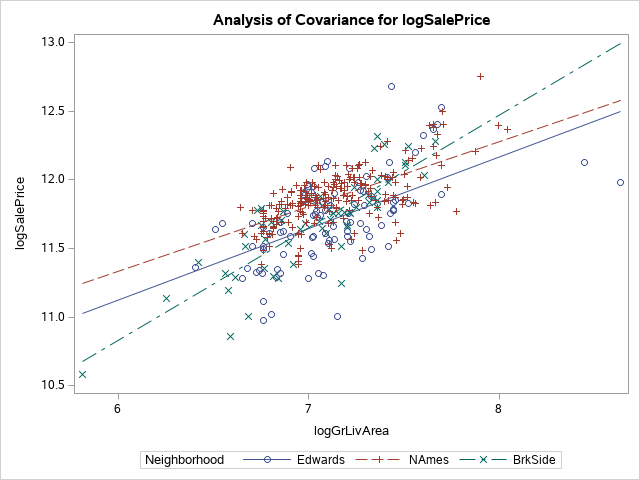 Analysis of Covariance for logSalePrice
13.0
12.5
12.0
11.5
11.0
10.5
logSalePrice
6 7 8
logGrLivArea
Neighborhood Edwards NAmes BrkSide